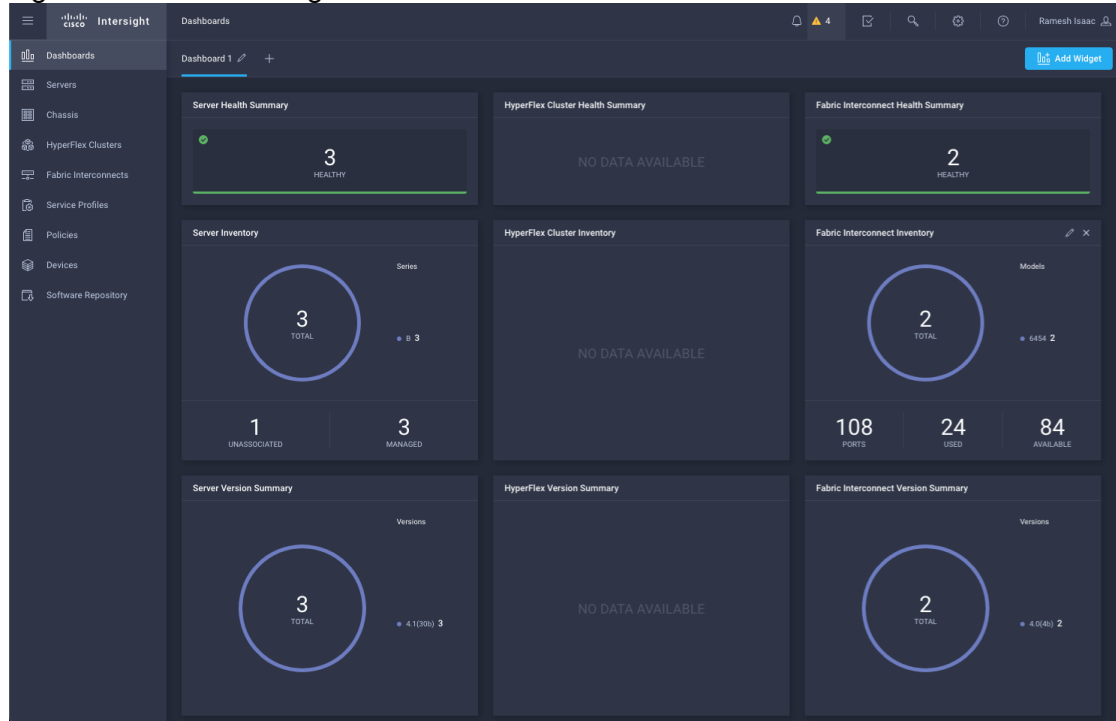 cisco Intersight
Dashboards
4
Ramesh Isaac
Dashboards
Servers
Chassis
HyperFlex Clusters
Fabric Interconnects
Service Profiles
Policies
Devices
Software Repository
Dashboard 1
+
Add Widget
Server Health Summary
3
HEALTHY
HyperFlex Cluster Health Summary
NO DATA AVAILABLE
Fabric Interconnect Health Summary
2
HEALTHY
Server Inventory
Series
3
TOTAL
B 3
1
UNASSOCIATED
3
MANAGED
HyperFlex Cluster Inventory
NO DATA AVAILABLE
Fabric Interconnect Inventory
Models
2
TOTAL
6454 2
108
PORTS
24
USED
84
AVAILABLE
Server Version Summary
Versions
3
TOTAL
4.1(30b) 3
HyperFlex Version Summary
NO DATA AVAILABLE
Fabric Interconnect Version Summary
Versions
2
TOTAL
4.0(4b) 2